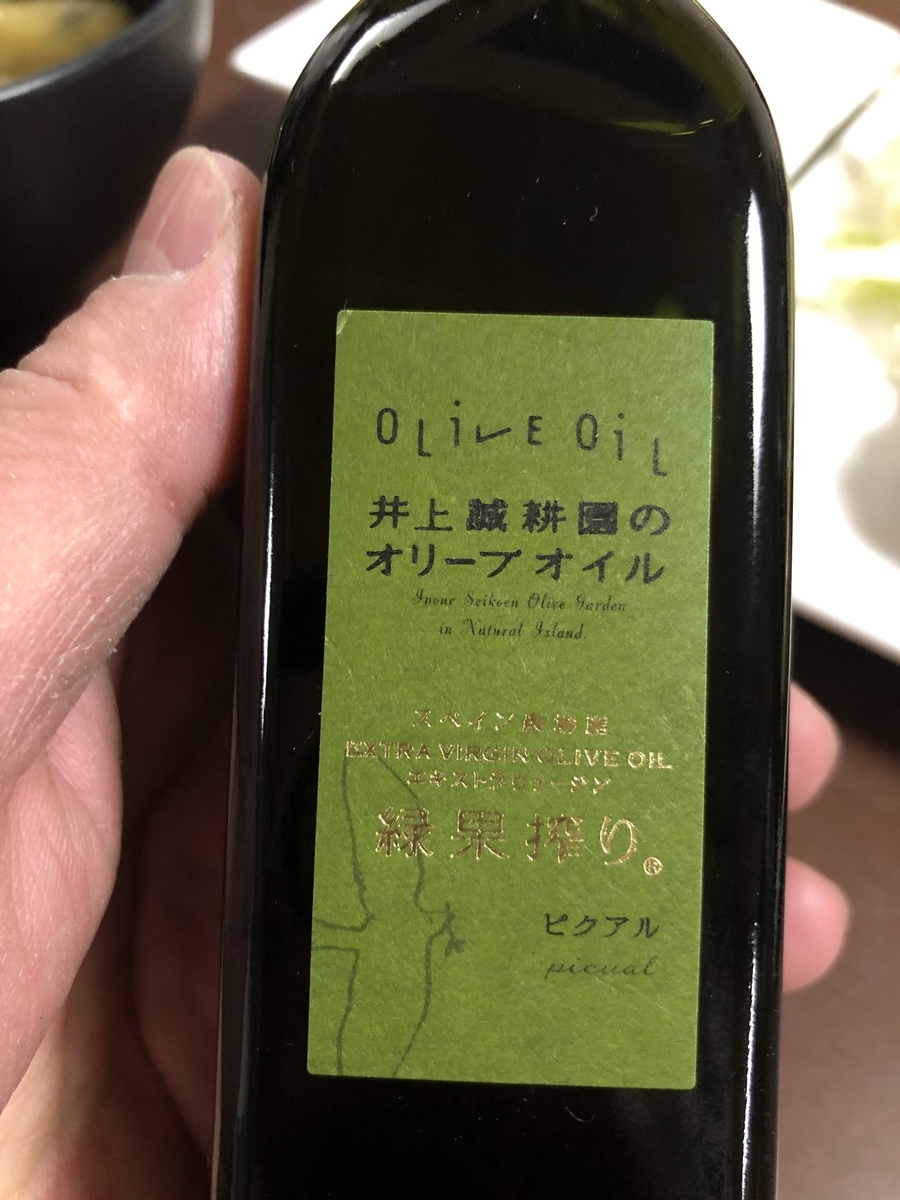 OLiVE OiL
井上誠耕園の
オリーブオイル
Inoue Seikoen Olive Garden
in Natural Island.
スペイン農場産
EXTRA VIRGIN OLIVE OIL
エキストラヴァージン
緑果搾り®
ピクアル
picual